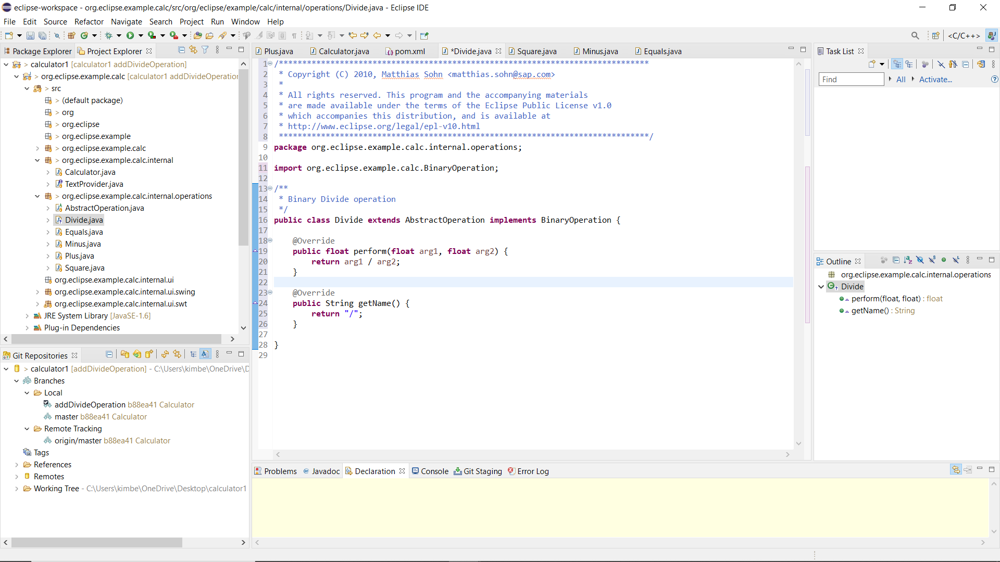 eclipse-workspace - org.eclipse.example.calc/src/org/eclipse/example/calc/internal/operations/Divide.java - Eclipse IDE
File Edit Source Refactor Navigate Search Project Run Window Help
<C/C++>
Package Explorer Project Explorer
> calculator1 [calculator1 addDivideOperation]
> org.eclipse.example.calc [calculator1 addDivideOperation
> src
> (default package)
> org
> org.eclipse
> org.eclipse.example
> org.eclipse.example.calc
> org.eclipse.example.calc.internal
Calculator.java
TextProvider.java
> org.eclipse.example.calc.internal.operations
AbstractOperation.java
Divide.java
Equals.java
Minus.java
Plus.java
Square.java
org.eclipse.example.calc.internal.ui
org.eclipse.example.calc.internal.ui.swing
org.eclipse.example.calc.internal.ui.swt
JRE System Library [JavaSE-1.6]
Plug-in Dependencies
Git Repositories
> calculator1 [addDivideOperation] - C:\Users\kimbe\OneDrive\D
Branches
Local
addDivideOperation b88ea41 Calculator
master b88ea41 Calculator
Remote Tracking
origin/master b88ea41 Calculator
Tags
References
Remotes
Working Tree - C:\Users\kimbe\OneDrive\Desktop\calculator1
Plus.java Calculator.java pom.xml *Divide.java Square.java Minus.java Equals.java
1 /*******************************************************************************
2 * Copyright (C) 2010, Matthias Sohn <matthias.sohn@sap.com>
3 *
4 * All rights reserved. This program and the accompanying materials
5 * are made available under the terms of the Eclipse Public License v1.0
6 * which accompanies this distribution, and is available at
7 * http://www.eclipse.org/legal/epl-v10.html
8 *******************************************************************************/
9 package org.eclipse.example.calc.internal.operations;
10
11 import org.eclipse.example.calc.BinaryOperation;
12
13 /**
14 * Binary Divide operation
15 */
16 public class Divide extends AbstractOperation implements BinaryOperation {
17
18 @Override
19 public float perform(float arg1, float arg2) {
20 return arg1 / arg2;
21 }
22
23 @Override
24 public String getName() {
25 return "/";
26 }
27
28 }
29
Problems Javadoc Declaration Console Git Staging Error Log
Task List
Find All Activate...
Outline
org.eclipse.example.calc.internal.operations
Divide
perform(float, float) : float
getName() : String